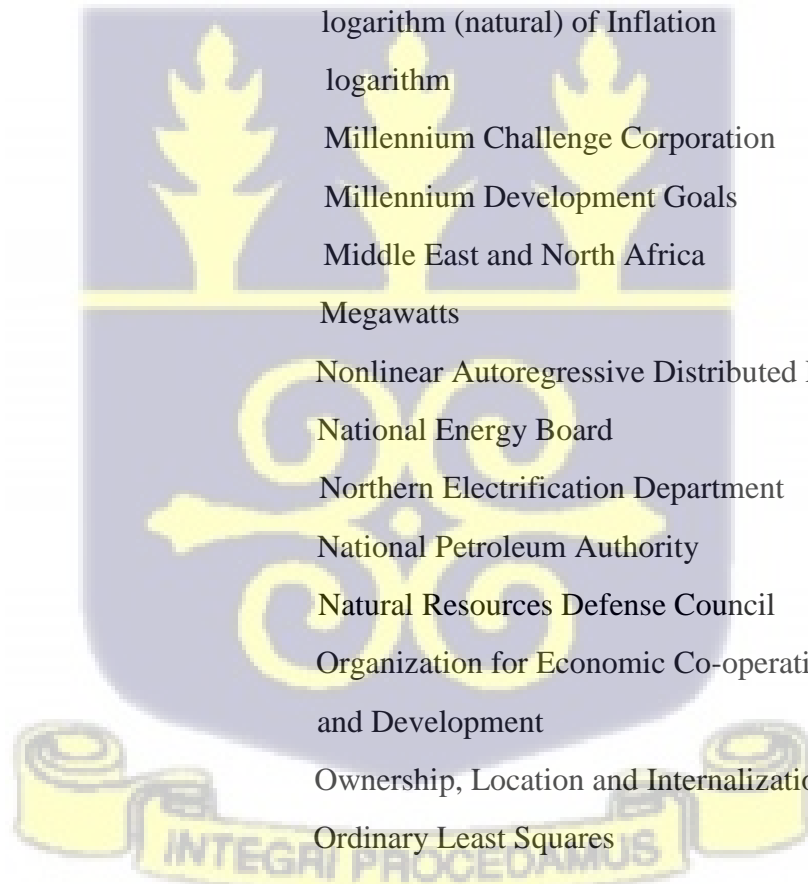 logarithm (natural) of Inflation
logarithm
Millennium Challenge Corporation
Millennium Development Goals
Middle East and North Africa
Megawatts
Nonlinear Autoregressive Distributed
National Energy Board
Northern Electrification Department
National Petroleum Authority
Natural Resources Defense Council
Organization for Economic Co-operati
and Development
Ownership, Location and Internalizatio
Ordinary Least Squares
INTEGRI PROCEDAMUS